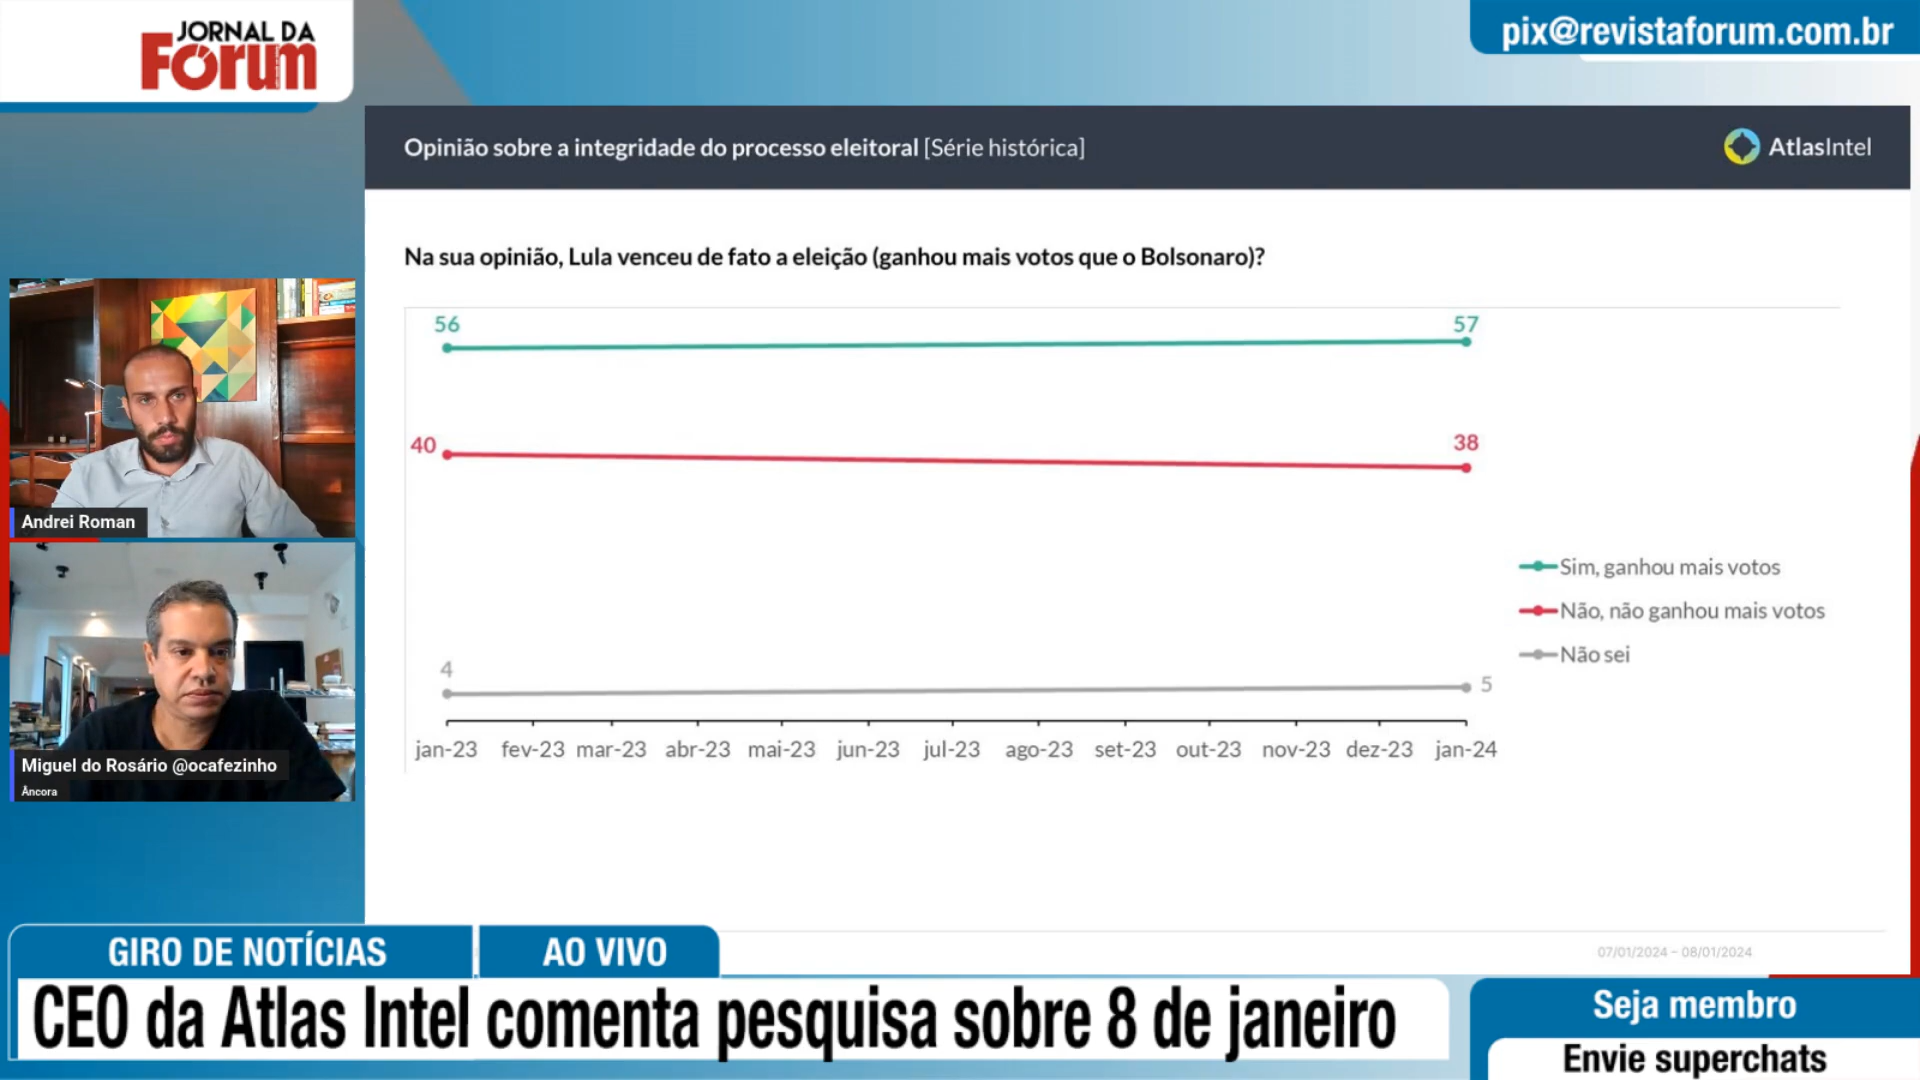 JORNAL DA
Fórum
pix@revistaforum.com.br
Opinião sobre a integridade do processo eleitoral [Série histórica]
AtlasIntel
Na sua opinião, Lula venceu de fato a eleição (ganhou mais votos que o Bolsonaro)?
56
57
40
38
Sim, ganhou mais votos
Não, não ganhou mais votos
Não sei
4
5
jan-23 fev-23 mar-23 abr-23 mai-23 jun-23 jul-23 ago-23 set-23 out-23 nov-23 dez-23 jan-24
Andrei Roman
Miguel do Rosário @ocafezinho
Âncora
07/01/2024 – 08/01/2024
GIRO DE NOTÍCIAS
AO VIVO
CEO da Atlas Intel comenta pesquisa sobre 8 de janeiro
Seja membro
Envie superchats